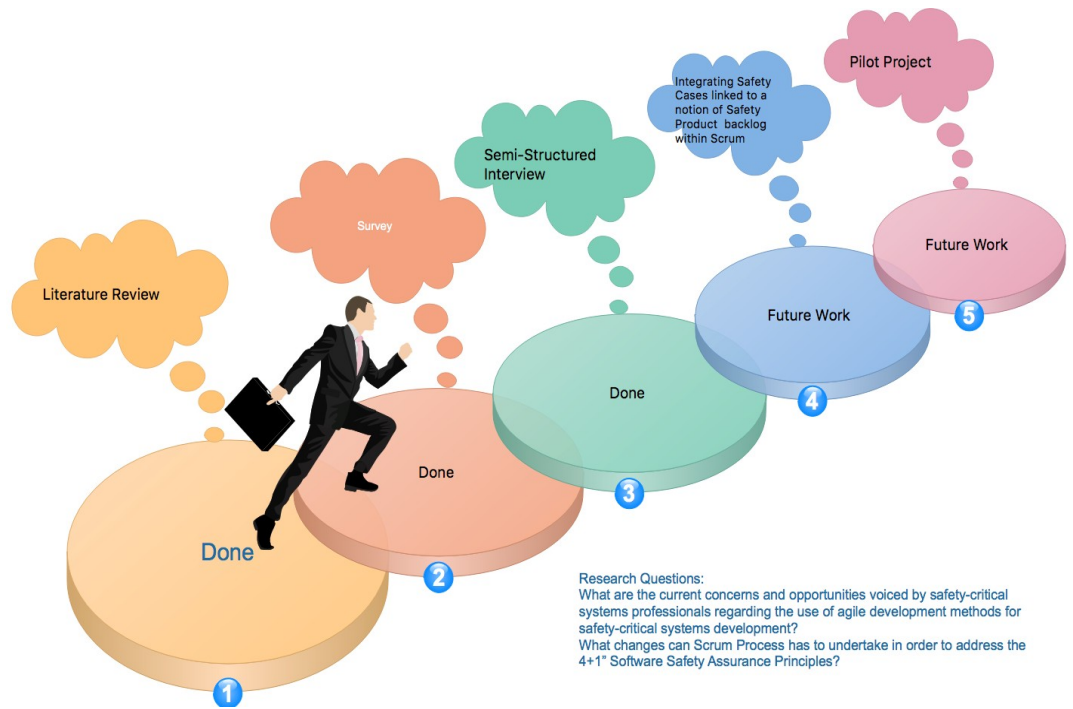 Pilot Project
Integrating Safety
Cases linked to a
notion of Safety
Product backlog
within Scrum
Semi-Structured
Interview
Survey
Literature Review
Future Work
5
Future Work
4
Done
3
Done
2
Done
1
Research Questions:
What are the current concerns and opportunities voiced by safety-critical
systems professionals regarding the use of agile development methods for
safety-critical systems development?
What changes can Scrum Process has to undertake in order to address the
4+1" Software Safety Assurance Principles?